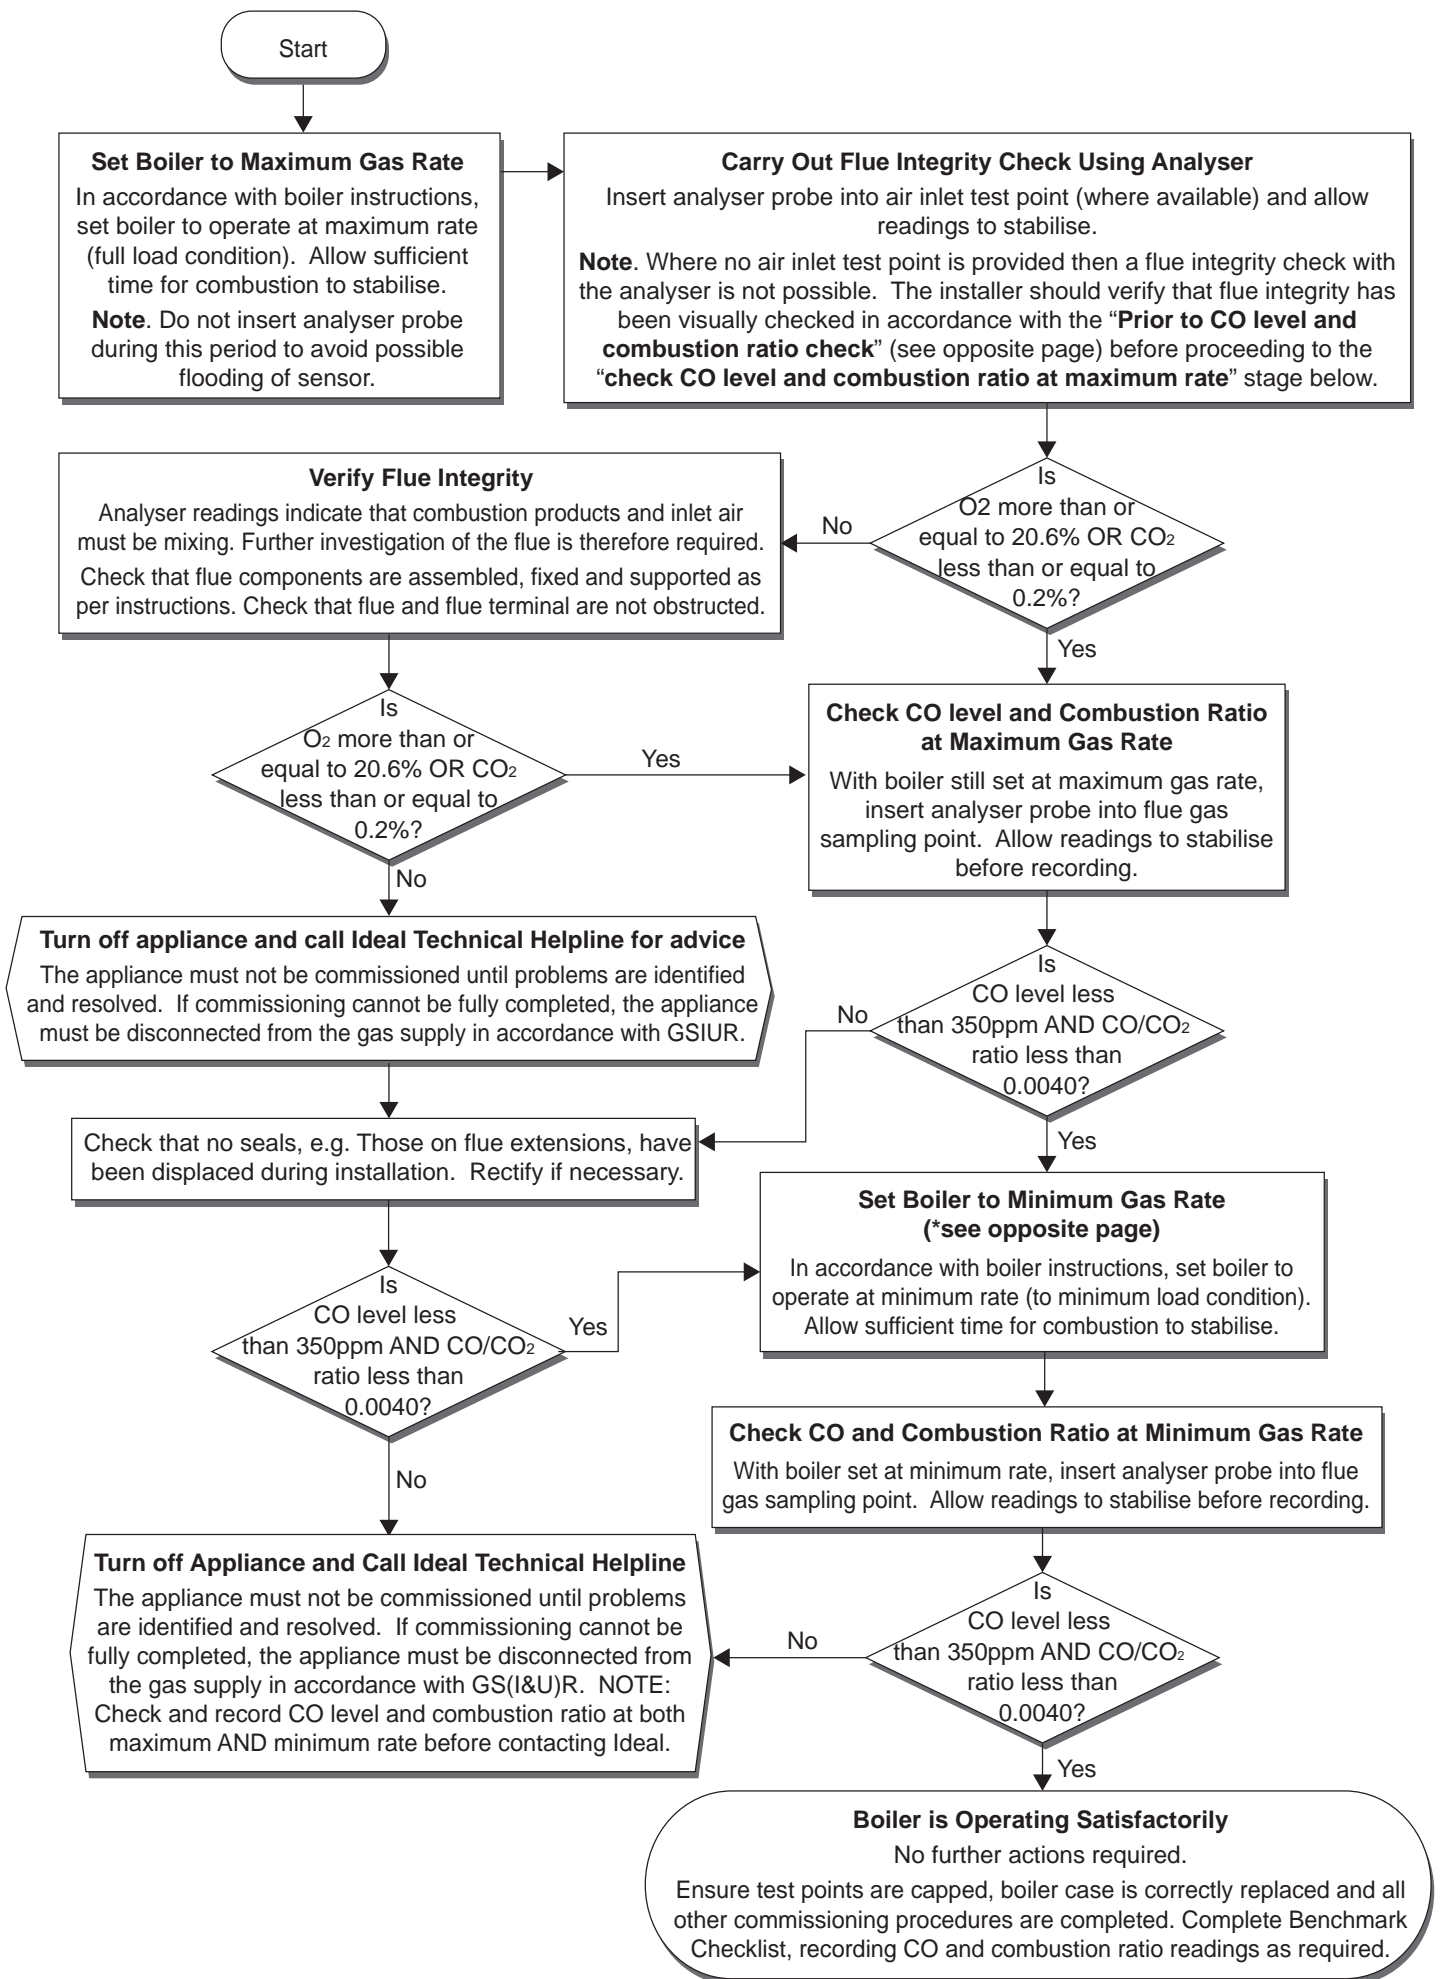 Start
Set Boiler to Maximum Gas Rate
In accordance with boiler instructions,
set boiler to operate at maximum rate
(full load condition). Allow sufficient
time for combustion to stabilise.
Note. Do not insert analyser probe
during this period to avoid possible
flooding of sensor.
Carry Out Flue Integrity Check Using Analyser
Insert analyser probe into air inlet test point (where available) and allow
readings to stabilise.
Note. Where no air inlet test point is provided then a flue integrity check with
the analyser is not possible. The installer should verify that flue integrity has
been visually checked in accordance with the “Prior to CO level and
combustion ratio check” (see opposite page) before proceeding to the
“check CO level and combustion ratio at maximum rate” stage below.
Is
O2 more than or
equal to 20.6% OR CO2
less than or equal to
0.2%?
No
Yes
Verify Flue Integrity
Analyser readings indicate that combustion products and inlet air
must be mixing. Further investigation of the flue is therefore required.
Check that flue components are assembled, fixed and supported as
per instructions. Check that flue and flue terminal are not obstructed.
Is
O2 more than or
equal to 20.6% OR CO2
less than or equal to
0.2%?
Yes
No
Check CO level and Combustion Ratio
at Maximum Gas Rate
With boiler still set at maximum gas rate,
insert analyser probe into flue gas
sampling point. Allow readings to stabilise
before recording.
Turn off appliance and call Ideal Technical Helpline for advice
The appliance must not be commissioned until problems are identified
and resolved. If commissioning cannot be fully completed, the appliance
must be disconnected from the gas supply in accordance with GSIUR.
Is
CO level less
than 350ppm AND CO/CO2
ratio less than
0.0040?
No
Yes
Check that no seals, e.g. Those on flue extensions, have
been displaced during installation. Rectify if necessary.
Set Boiler to Minimum Gas Rate
(*see opposite page)
In accordance with boiler instructions, set boiler to
operate at minimum rate (to minimum load condition).
Allow sufficient time for combustion to stabilise.
Is
CO level less
than 350ppm AND CO/CO2
ratio less than
0.0040?
Yes
No
Check CO and Combustion Ratio at Minimum Gas Rate
With boiler set at minimum rate, insert analyser probe into flue
gas sampling point. Allow readings to stabilise before recording.
Turn off Appliance and Call Ideal Technical Helpline
The appliance must not be commissioned until problems
are identified and resolved. If commissioning cannot be
fully completed, the appliance must be disconnected from
the gas supply in accordance with GS(I&U)R. NOTE:
Check and record CO level and combustion ratio at both
maximum AND minimum rate before contacting Ideal.
Is
CO level less
than 350ppm AND CO/CO2
ratio less than
0.0040?
No
Yes
Boiler is Operating Satisfactorily
No further actions required.
Ensure test points are capped, boiler case is correctly replaced and all
other commissioning procedures are completed. Complete Benchmark
Checklist, recording CO and combustion ratio readings as required.